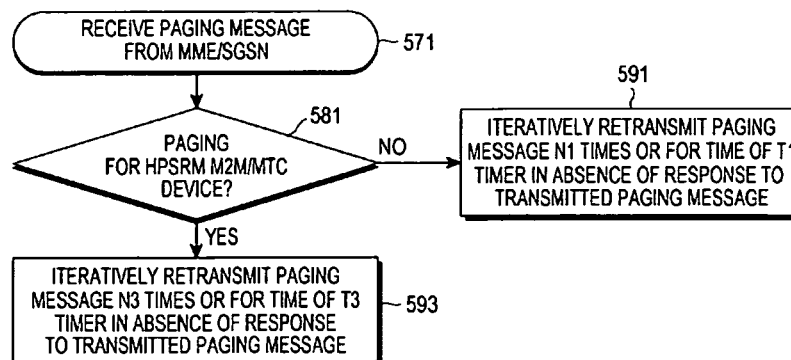 RECEIVE PAGING MESSAGE
FROM MME/SGSN
571
581
PAGING
FOR HPSRM M2M/MTC
DEVICE?
NO
591
ITERATIVELY RETRANSMIT PAGING
MESSAGE N1 TIMES OR FOR TIME OF T1
TIMER IN ABSENCE OF RESPONSE TO
TRANSMITTED PAGING MESSAGE
YES
ITERATIVELY RETRANSMIT PAGING
MESSAGE N3 TIMES OR FOR TIME OF T3
TIMER IN ABSENCE OF RESPONSE
TO TRANSMITTED PAGING MESSAGE
593